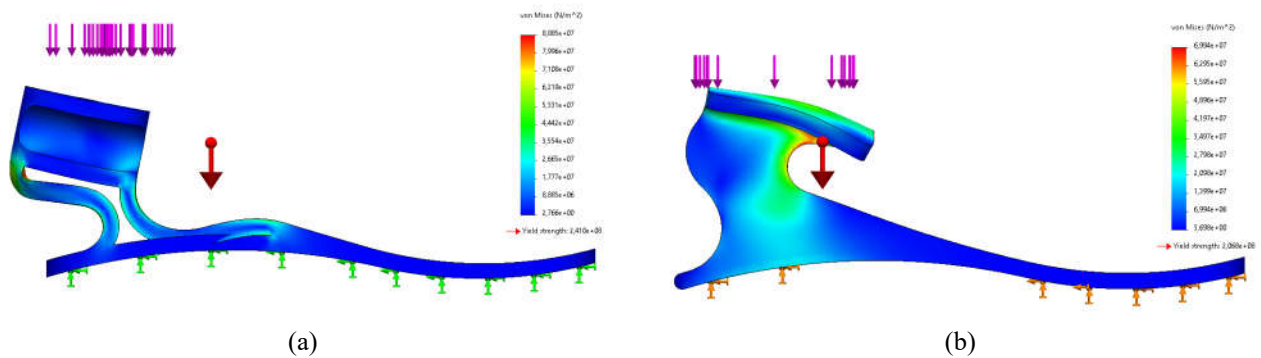 von Mises (N/m^2)
8,885e+07
7,996e+07
7,108e+07
6,219e+07
5,331e+07
4,442e+07
3,554e+07
2,665e+07
1,777e+07
8,885e+06
2,766e+00
Yield strength: 2,410e+08
(a)
von Mises (N/m^2)
6,994e+07
6,295e+07
5,595e+07
4,896e+07
4,197e+07
3,497e+07
2,798e+07
2,098e+07
1,399e+07
6,994e+06
3,698e+00
Yield strength: 2,068e+08
(b)